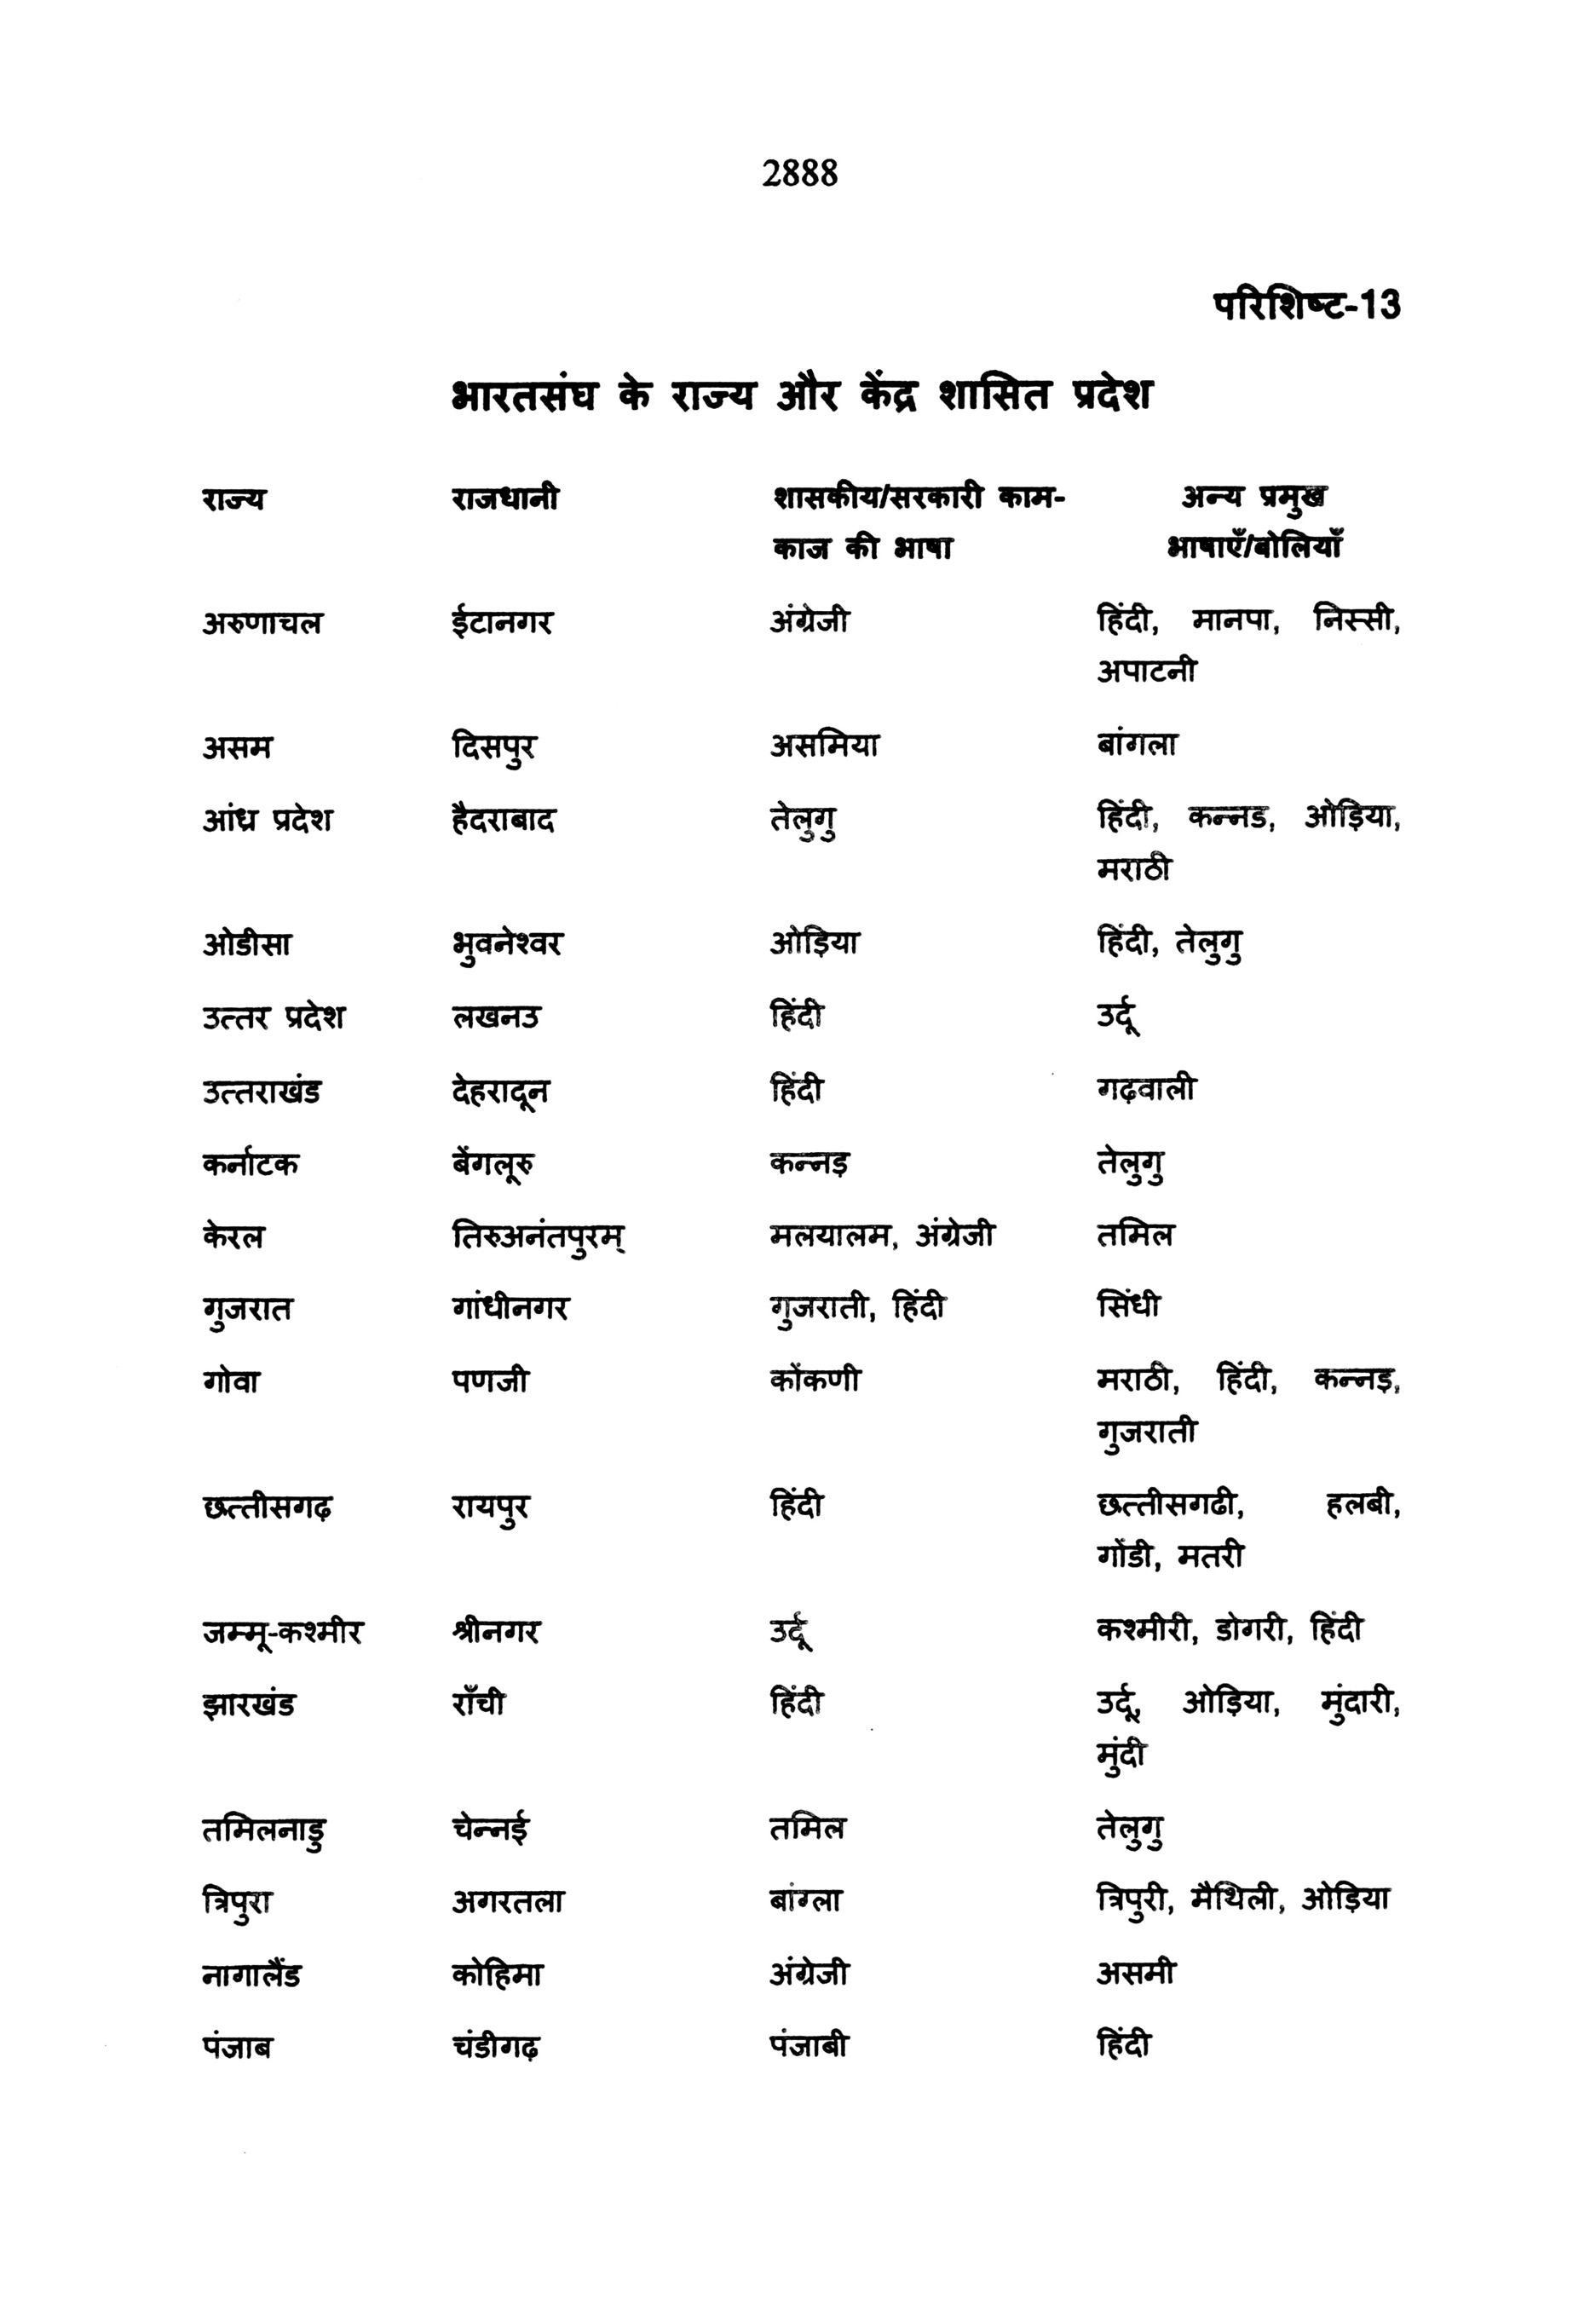 2888
परिशिष्ट-13
भारतसंघ के राज्य और केंद्र शासित प्रदेश
राज्य राजधानी शासकीय/सरकारी काम- अन्य प्रमुख
काज की भाषा भाषाएँ/बोलियाँ
अरुणाचल ईटानगर अंग्रेजी हिंदी, मानपा, निस्सी,
अपाटनी
असम दिसपुर असमिया बांगला
आंध्र प्रदेश हैदराबाद तेलुगु हिंदी, कन्नड, ओड़िया,
मराठी
ओडीसा भुवनेश्वर ओड़िया हिंदी, तेलुगु
उत्तर प्रदेश लखनउ हिंदी उर्दू
उत्तराखंड देहरादून हिंदी गढ़वाली
कर्नाटक बेंगलूरु कन्नड़ तेलुगु
केरल तिरुअनंतपुरम् मलयालम, अंग्रेजी तमिल
गुजरात गांधीनगर गुजराती, हिंदी सिंधी
गोवा पणजी कोंकणी मराठी, हिंदी, कन्नड़,
गुजराती
छत्तीसगढ़ रायपुर हिंदी छत्तीसगढी, हलबी,
गोंडी, मतरी
जम्मू-कश्मीर श्रीनगर उर्दू कश्मीरी, डोगरी, हिंदी
झारखंड राँची हिंदी उर्दू, ओड़िया, मुंदारी,
मुंदी
तमिलनाडु चेन्नई तमिल तेलुगु
त्रिपुरा अगरतला बांग्ला त्रिपुरी, मैथिली, ओड़िया
नागालैंड कोहिमा अंग्रेजी असमी
पंजाब चंडीगढ़ पंजाबी हिंदी